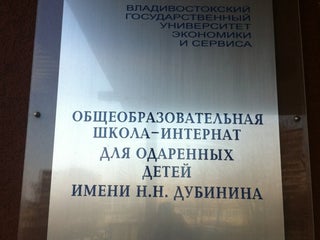 ВЛАДИВОСТОКСКИЙ
ГОСУДАРСТВЕННЫЙ
УНИВЕРСИТЕТ
ЭКОНОМИКИ
И СЕРВИСА
ОБЩЕОБРАЗОВАТЕЛЬНАЯ
ШКОЛА-ИНТЕРНАТ
ДЛЯ ОДАРЕННЫХ
ДЕТЕЙ
ИМЕНИ Н.Н. ДУБИНИНА